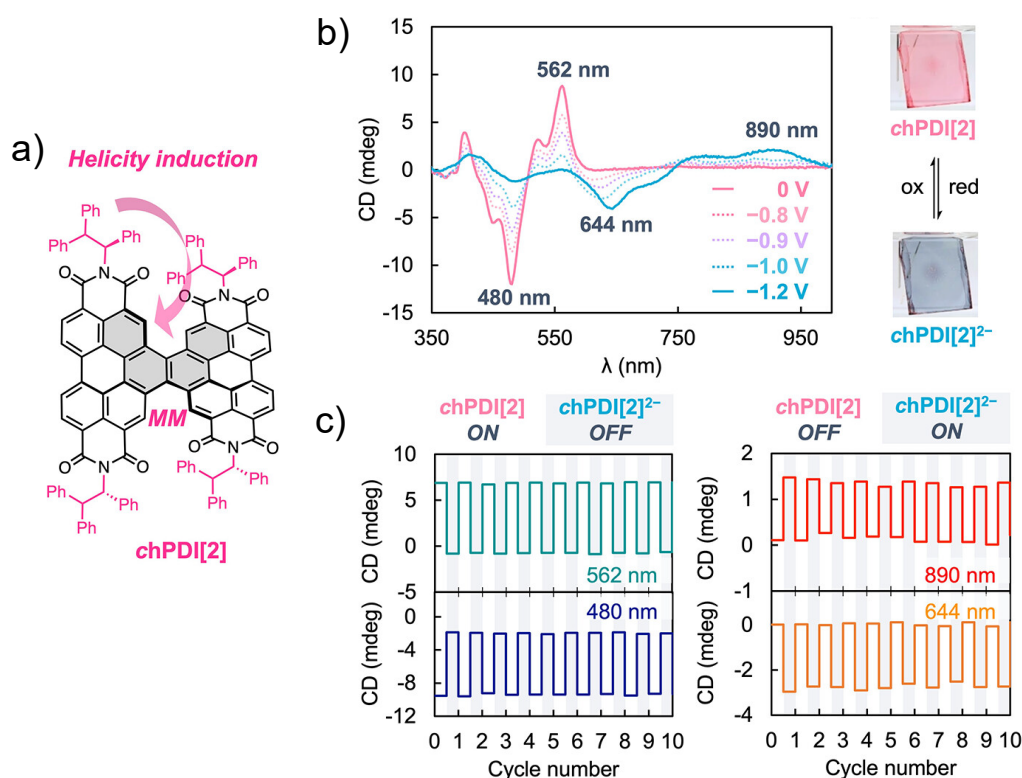 a)
Helicity induction
Ph
Ph
Ph
Ph
Ph
Ph
N
N
O
O
O
O
MM
O
O
O
O
N
N
Ph
Ph
Ph
Ph
Ph
Ph
chPDI[2]
b)
CD (mdeg)
15
10
5
0
−5
−10
−15
350
550
750
950
λ (nm)
562 nm
890 nm
644 nm
480 nm
0 V
−0.8 V
−0.9 V
−1.0 V
−1.2 V
chPDI[2]
ox
red
chPDI[2]²⁻
c)
chPDI[2]
ON
chPDI[2]²⁻
OFF
CD (mdeg)
10
5
0
-5
562 nm
CD (mdeg)
0
-4
-8
-12
480 nm
0 1 2 3 4 5 6 7 8 9 10
Cycle number
chPDI[2]
OFF
chPDI[2]²⁻
ON
CD (mdeg)
2
1
0
-1
890 nm
CD (mdeg)
0
-2
-4
644 nm
0 1 2 3 4 5 6 7 8 9 10
Cycle number